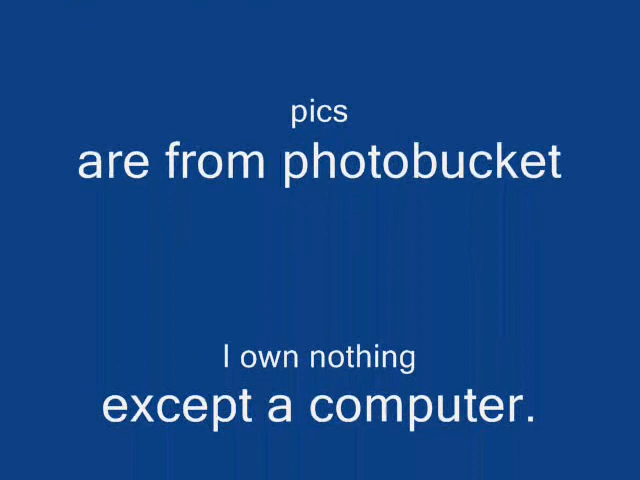 pics
are from photobucket
I own nothing
except a computer.